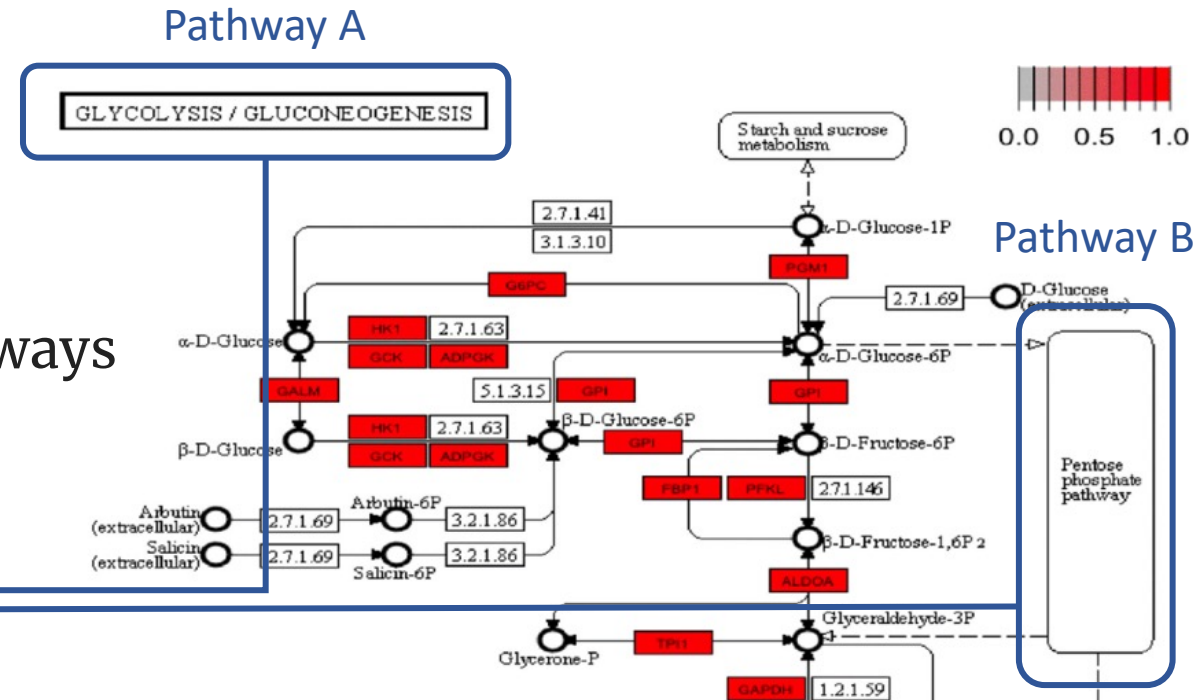 Pathway A
GLYCOLYSIS / GLUCONEOGENESIS
Starch and sucrose
metabolism
0.0 0.5 1.0
2.7.1.41
3.1.3.10
α-D-Glucose-1P
Pathway B
PGM1
G6PC
2.7.1.69
D-Glucose
(extracellular)
ways
α-D-Glucose
HK1
2.7.1.63
GCK
ADPGK
α-D-Glucose-6P
GALM
5.1.3.15
GPI
GPI
β-D-Glucose
HK1
2.7.1.63
GCK
ADPGK
β-D-Glucose-6P
GPI
β-D-Fructose-6P
Pentose
phosphate
pathway
FBP1
PFKL
2.7.1.146
Arbutin
(extracellular)
2.7.1.69
Arbutin-6P
3.2.1.86
Salicin
(extracellular)
2.7.1.69
Salicin-6P
3.2.1.86
β-D-Fructose-1,6P2
ALDOA
Glyceraldehyde-3P
Glycerone-P
TPI1
GAPDH
1.2.1.59